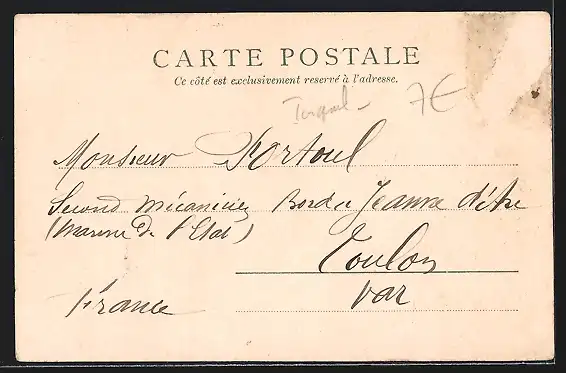 CARTE POSTALE
Ce côté est exclusivement reservé à l'adresse.
7€
Monsieur Fortoul
Second Mécanicien Bord du Jeanne d'Arc
(Marine de l'Etat)
Toulon
Var
France